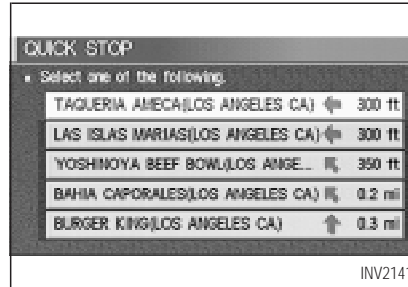 QUICK STOP
Select one of the following.
TAQUERIA AMECA(LOS ANGELES CA) 300 ft
LAS ISLAS MARIAS(LOS ANGELES CA) 300 ft
YOSHINOYA BEEF BOWL(LOS ANGE... 350 ft
BAHIA CAPORALES(LOS ANGELES CA) 0.2 mi
BURGER KING(LOS ANGELES CA) 0.3 mi
INV2141